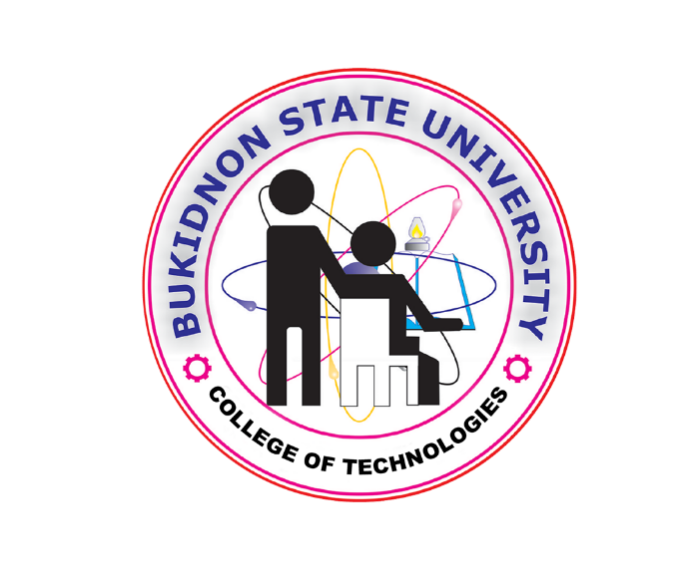 BUKIDNON STATE UNIVERSITY
COLLEGE OF TECHNOLOGIES